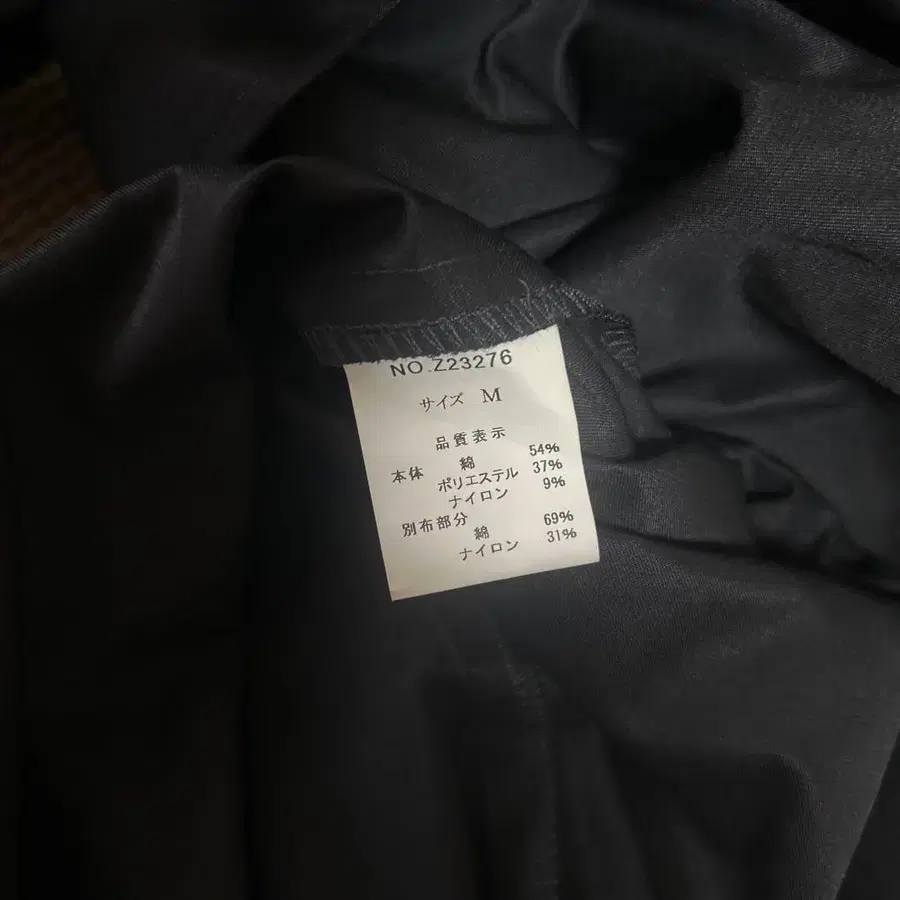 NO.Z23276
サイズ M
品質表示
本体 綿 54%
ポリエステル 37%
ナイロン 9%
別布部分
綿 69%
ナイロン 31%